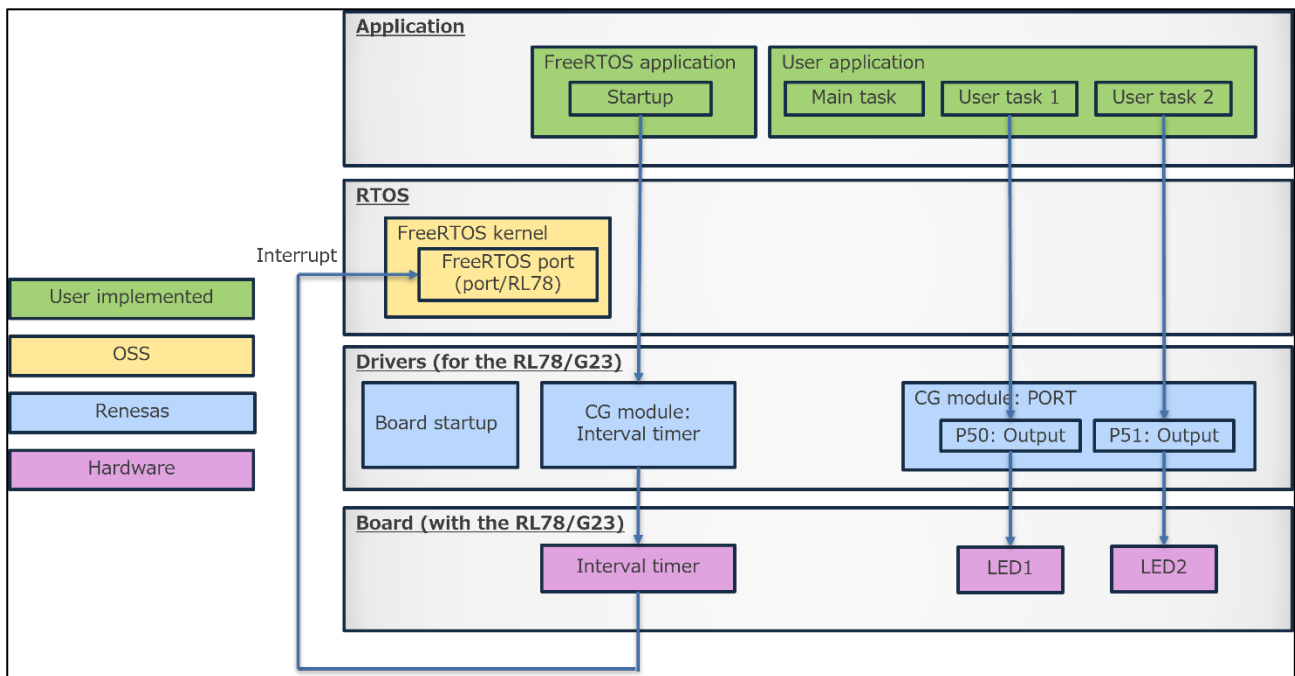 Application
FreeRTOS application
Startup
User application
Main task
User task 1
User task 2
RTOS
FreeRTOS kernel
FreeRTOS port
(port/RL78)
Interrupt
User implemented
OSS
Renesas
Hardware
Drivers (for the RL78/G23)
Board startup
CG module:
Interval timer
CG module: PORT
P50: Output
P51: Output
Board (with the RL78/G23)
Interval timer
LED1
LED2